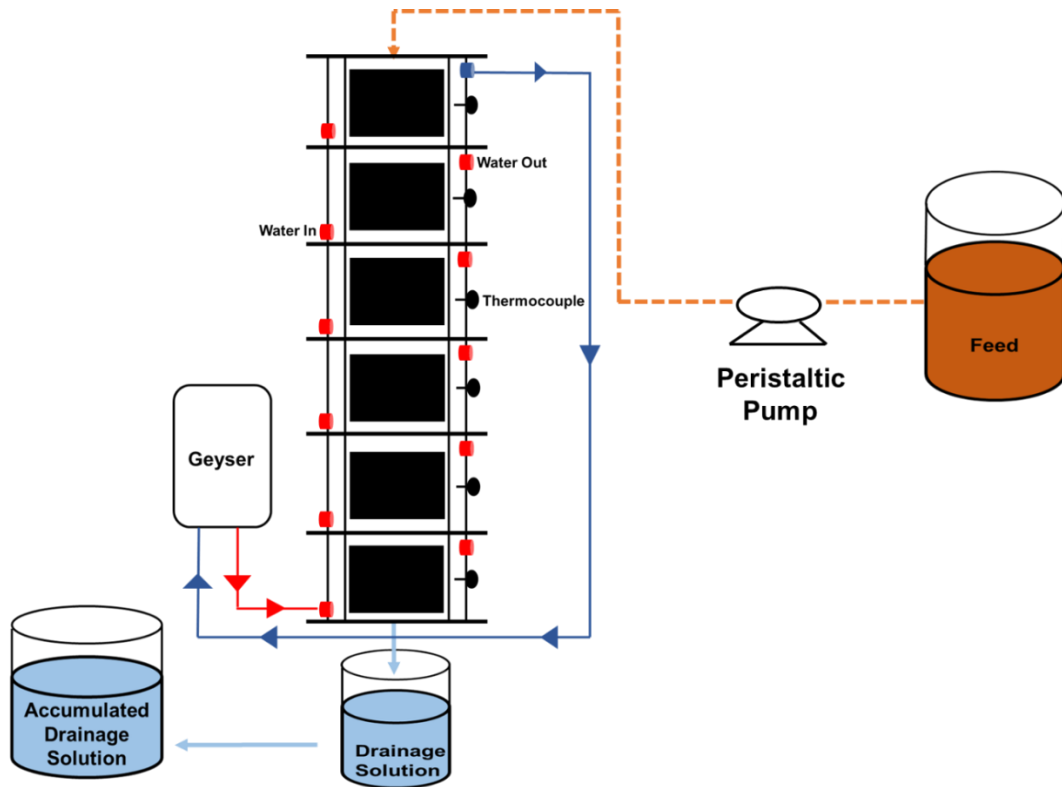 Water Out
Water In
Thermocouple
Feed
Peristaltic
Pump
Geyser
Accumulated
Drainage
Solution
Drainage
Solution